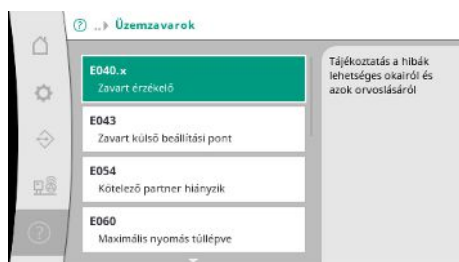 ..▸ Üzemzavarok
E040.x
Zavart érzékelő
E043
Zavart külső beállítási pont
E054
Kötelező partner hiányzik
E060
Maximális nyomás túllépve
Tájékoztatás a hibák
lehetséges okairól és
azok orvoslásáról